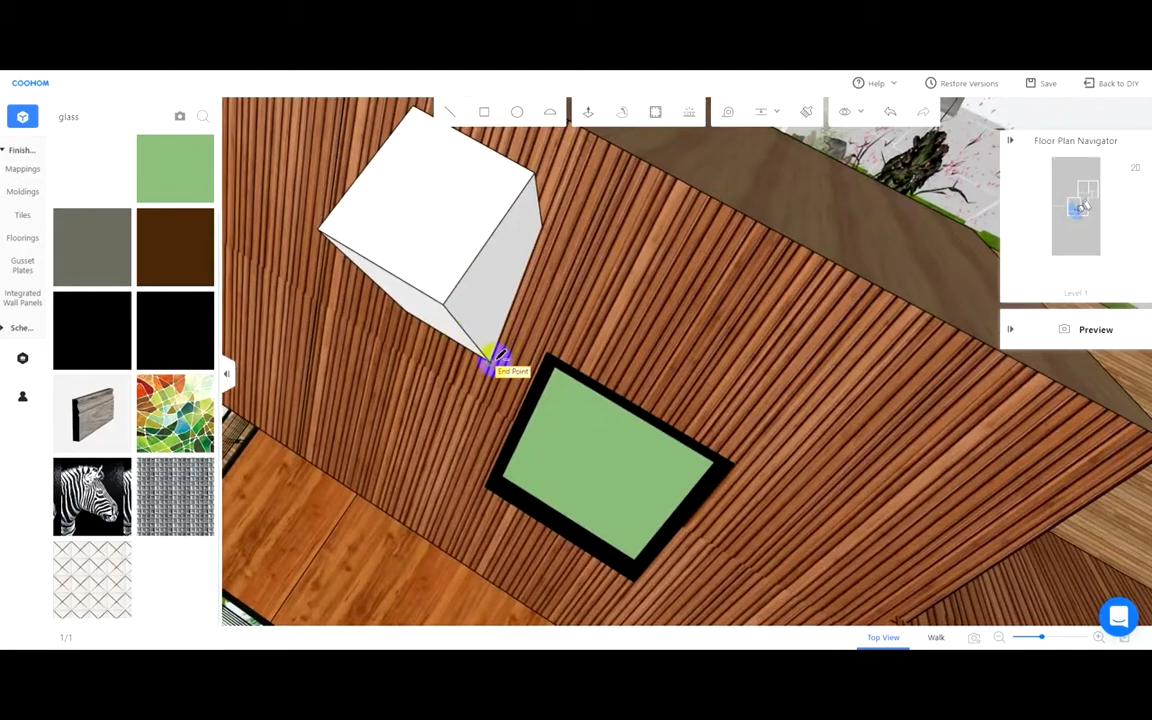 COOHOM
Help
Restore Versions
Save
Back to DIY
glass
Finish...
Mappings
Moldings
Tiles
Floorings
Gusset
Plates
Integrated
Wall Panels
Sche...
End Point
Floor Plan Navigator
2D
Level 1
Preview
1/1
Top View
Walk